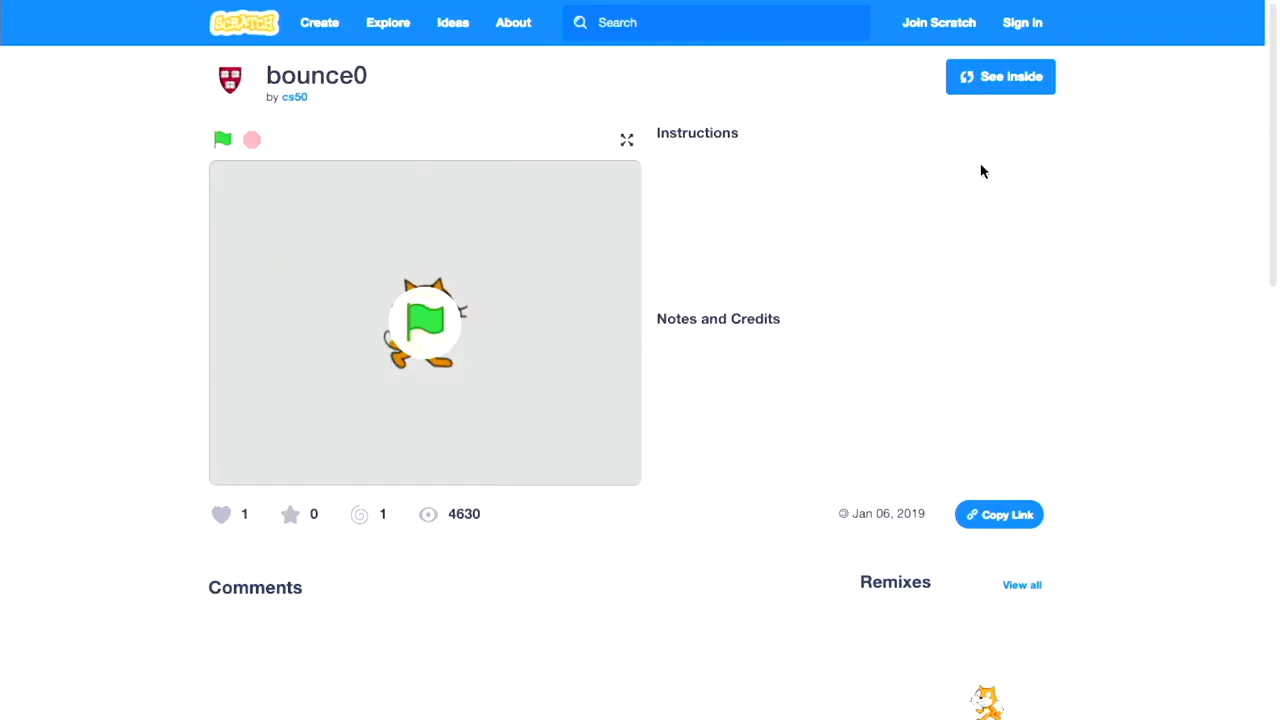 SCRATCH Create Explore Ideas About Search Join Scratch Sign in
bounce0
by cs50
See inside
Instructions
Notes and Credits
1 0 1 4630
Jan 06, 2019
Copy Link
Comments
Remixes
View all